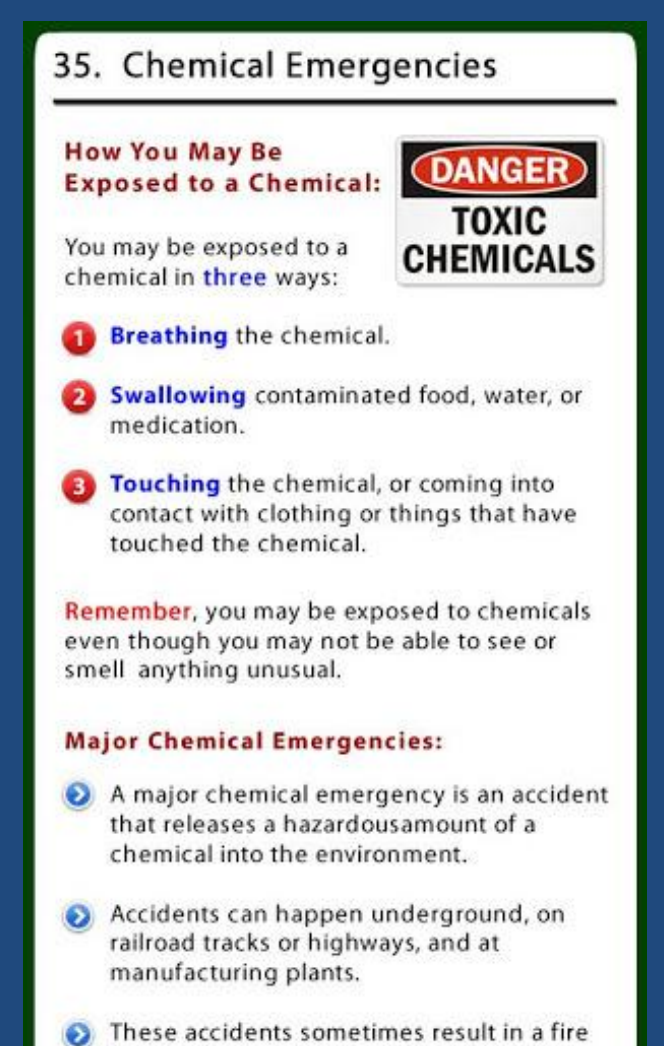 35. Chemical Emergencies
How You May Be
Exposed to a Chemical:
DANGER
TOXIC
CHEMICALS
You may be exposed to a
chemical in three ways:
1 Breathing the chemical.
2 Swallowing contaminated food, water, or
medication.
3 Touching the chemical, or coming into
contact with clothing or things that have
touched the chemical.
Remember, you may be exposed to chemicals
even though you may not be able to see or
smell anything unusual.
Major Chemical Emergencies:
A major chemical emergency is an accident
that releases a hazardousamount of a
chemical into the environment.
Accidents can happen underground, on
railroad tracks or highways, and at
manufacturing plants.
These accidents sometimes result in a fire